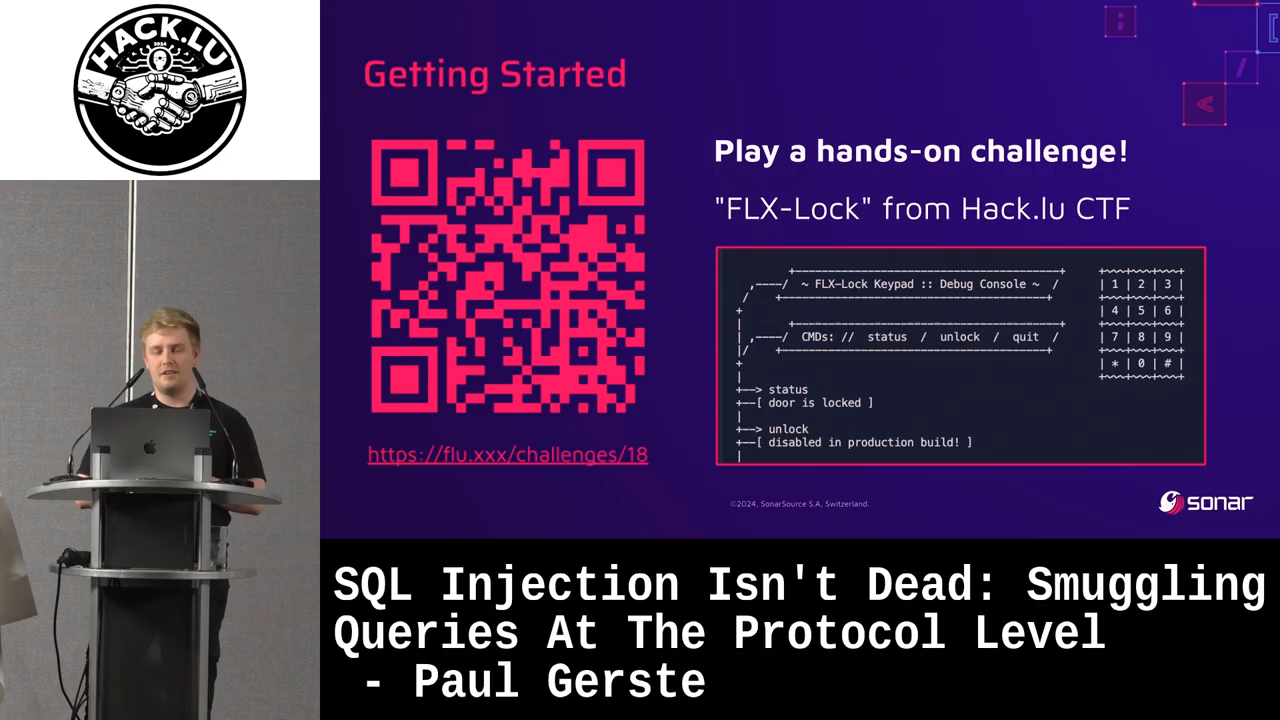 HACK.LU
2024
Getting Started
https://flu.xxx/challenges/18
Play a hands-on challenge!
"FLX-Lock" from Hack.lu CTF
~ FLX-Lock Keypad :: Debug Console ~
CMDs: // status / unlock / quit /
+--> status
+--[ door is locked ]
+--> unlock
+--[ disabled in production build! ]
| 1 | 2 | 3 |
| 4 | 5 | 6 |
| 7 | 8 | 9 |
| * | 0 | # |
©2024, SonarSource S.A, Switzerland.
sonar
;
[
/
<
SQL Injection Isn't Dead: Smuggling
Queries At The Protocol Level
- Paul Gerste